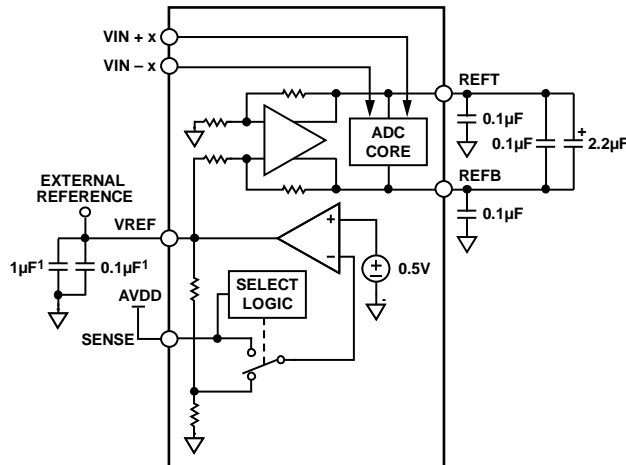 VIN + x
VIN – x
REFT
ADC
CORE
0.1µF
0.1µF
+
2.2µF
REFB
0.1µF
EXTERNAL
REFERENCE
VREF
1µF1
0.1µF1
+
–
+
–
0.5V
SELECT
LOGIC
AVDD
SENSE